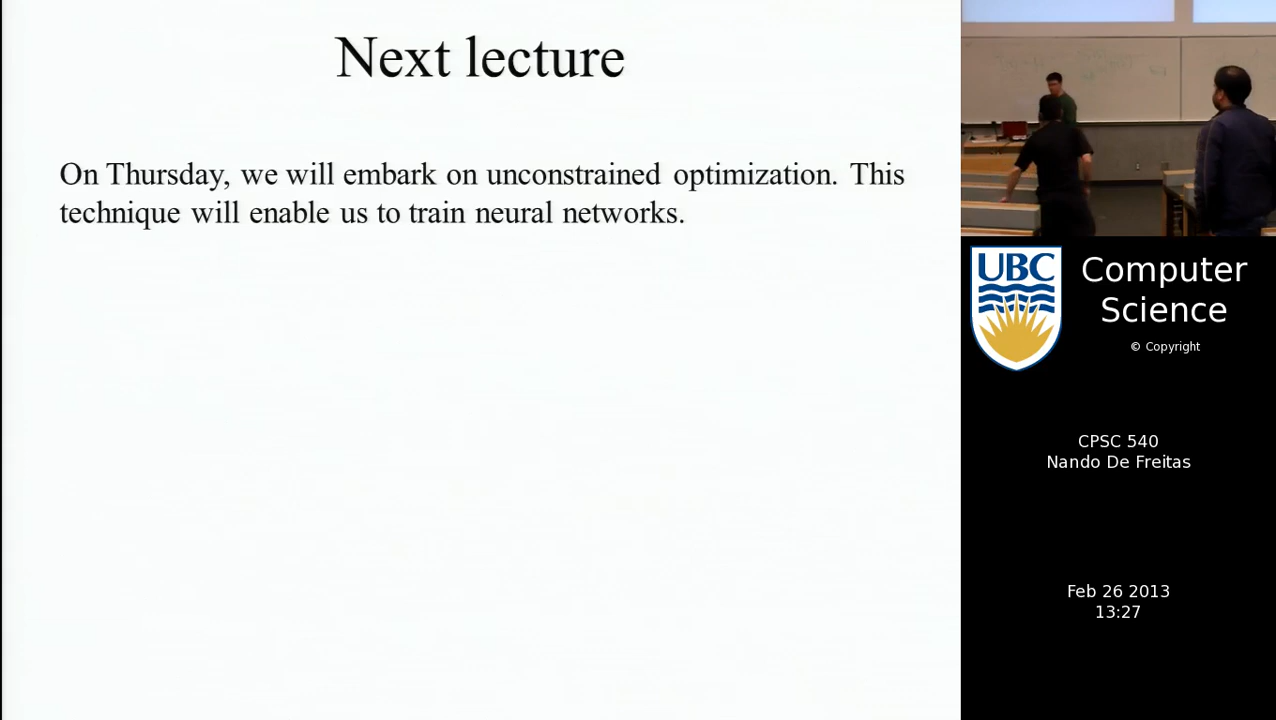 Next lecture
On Thursday, we will embark on unconstrained optimization. This
technique will enable us to train neural networks.
UBC
Computer
Science
© Copyright
CPSC 540
Nando De Freitas
Feb 26 2013
13:27